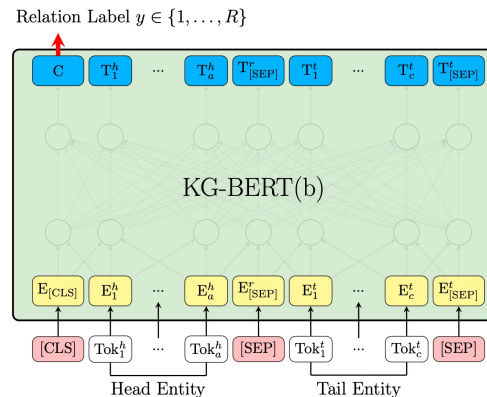 Relation Label y ∈ {1, . . . , R}
C T₁ʰ ... Tₐʰ Tʳ[SEP] T₁ᵗ ... T꜀ᵗ Tᵗ[SEP]
KG-BERT(b)
E[CLS] E₁ʰ ... Eₐʰ Eʳ[SEP] E₁ᵗ ... E꜀ᵗ Eᵗ[SEP]
[CLS] Tok₁ʰ ... Tokₐʰ [SEP] Tok₁ᵗ ... Tok꜀ᵗ [SEP]
Head Entity Tail Entity